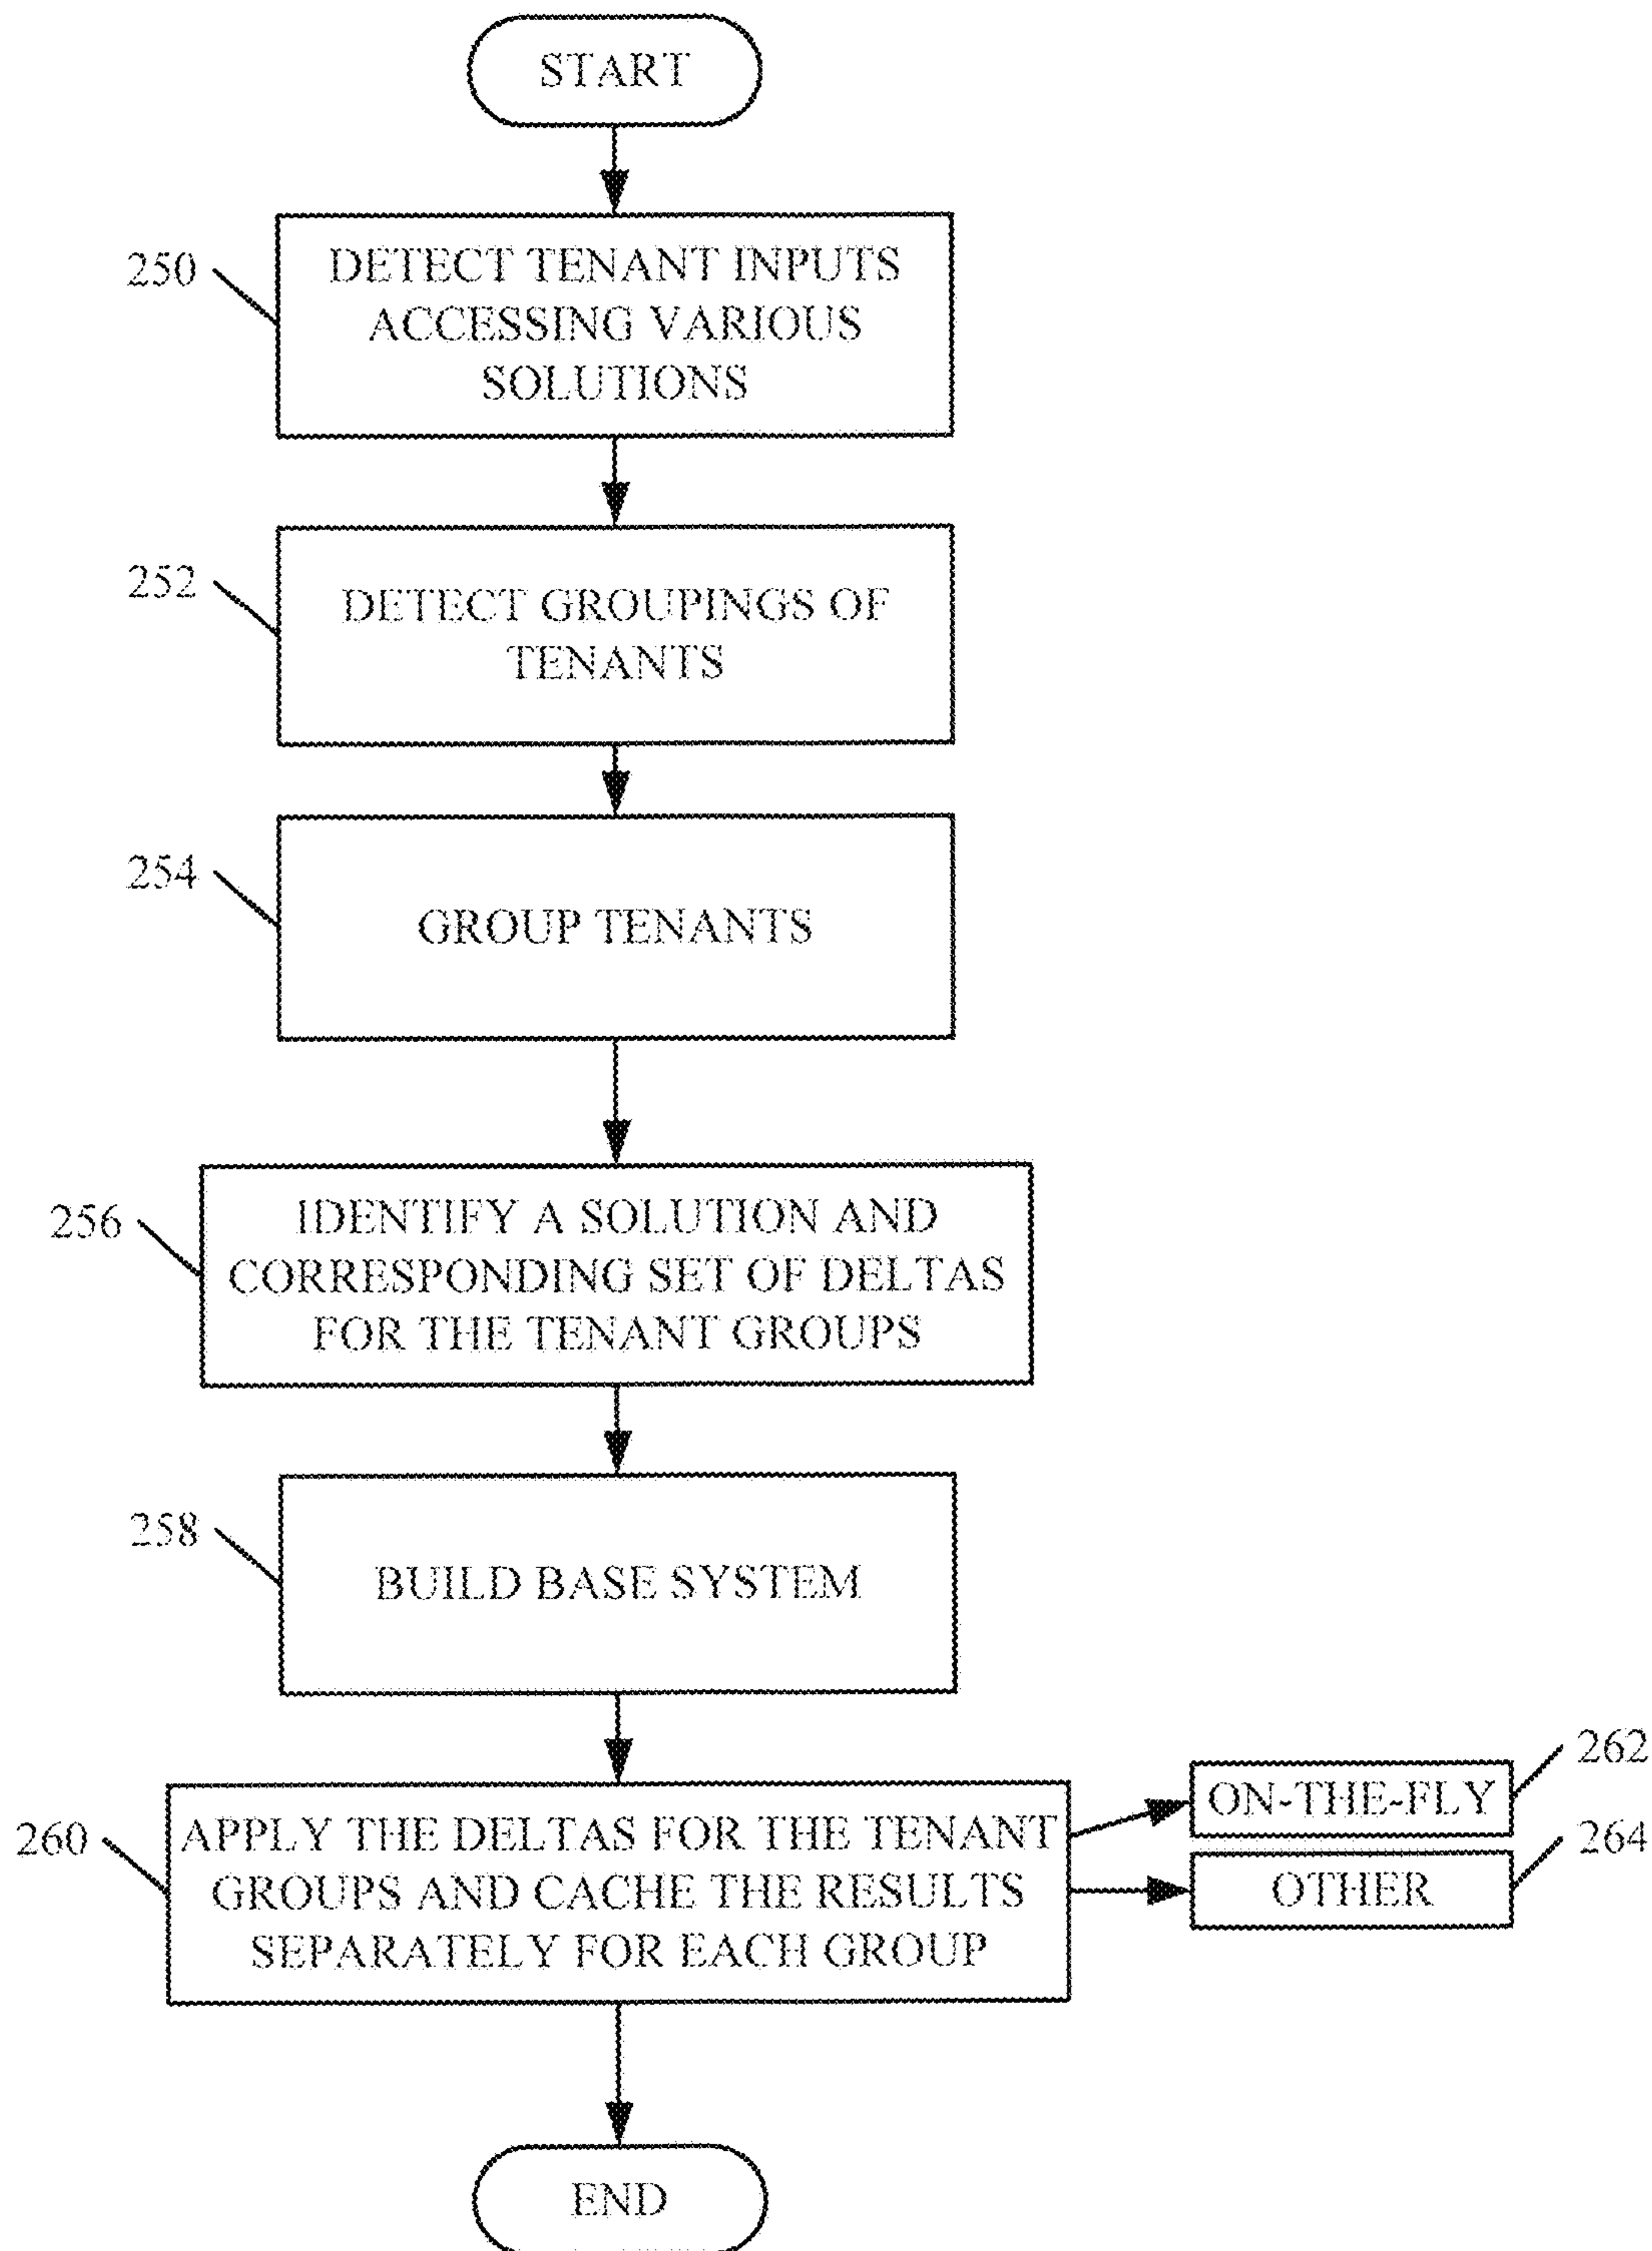 START
250
DETECT TENANT INPUTS
ACCESSING VARIOUS
SOLUTIONS
252
DETECT GROUPINGS OF
TENANTS
254
GROUP TENANTS
256
IDENTIFY A SOLUTION AND
CORRESPONDING SET OF DELTAS
FOR THE TENANT GROUPS
258
BUILD BASE SYSTEM
260
APPLY THE DELTAS FOR THE TENANT
GROUPS AND CACHE THE RESULTS
SEPARATELY FOR EACH GROUP
262
ON-THE-FLY
264
OTHER
END